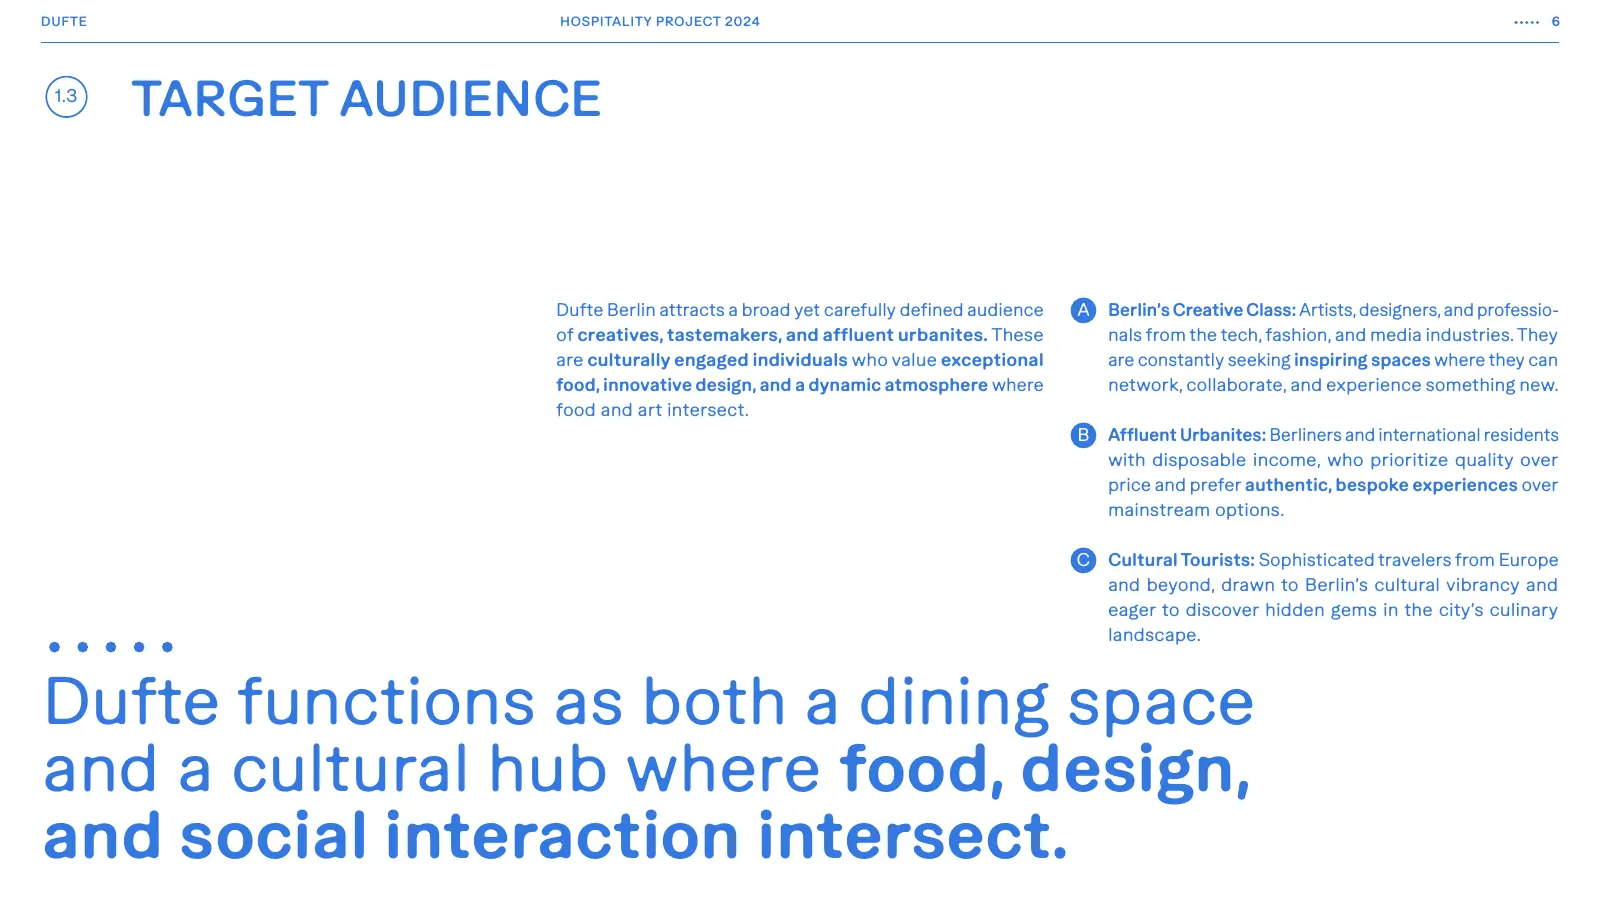 DUFTE
HOSPITALITY PROJECT 2024
6
1.3
TARGET AUDIENCE
Dufte Berlin attracts a broad yet carefully defined audience
of creatives, tastemakers, and affluent urbanites. These
are culturally engaged individuals who value exceptional
food, innovative design, and a dynamic atmosphere where
food and art intersect.
A
Berlin’s Creative Class: Artists, designers, and professio-
nals from the tech, fashion, and media industries. They
are constantly seeking inspiring spaces where they can
network, collaborate, and experience something new.
B
Affluent Urbanites: Berliners and international residents
with disposable income, who prioritize quality over
price and prefer authentic, bespoke experiences over
mainstream options.
C
Cultural Tourists: Sophisticated travelers from Europe
and beyond, drawn to Berlin’s cultural vibrancy and
eager to discover hidden gems in the city’s culinary
landscape.
Dufte functions as both a dining space
and a cultural hub where food, design,
and social interaction intersect.